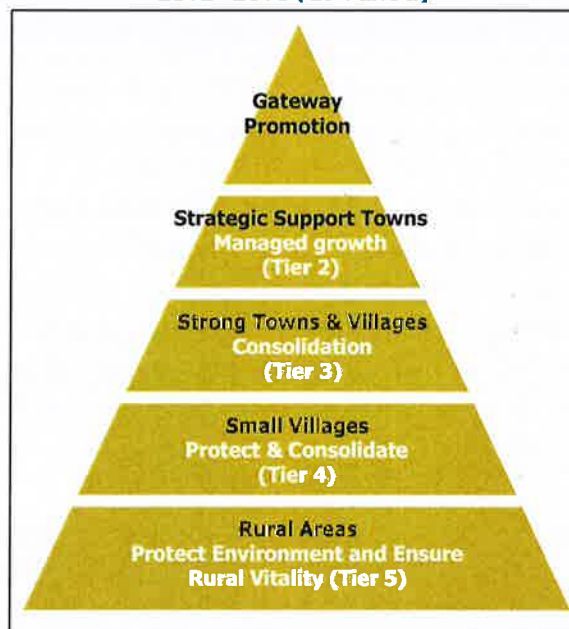 Gateway
Promotion
Strategic Support Towns
Managed growth
(Tier 2)
Strong Towns & Villages
Consolidation
(Tier 3)
Small Villages
Protect & Consolidate
(Tier 4)
Rural Areas
Protect Environment and Ensure
Rural Vitality (Tier 5)